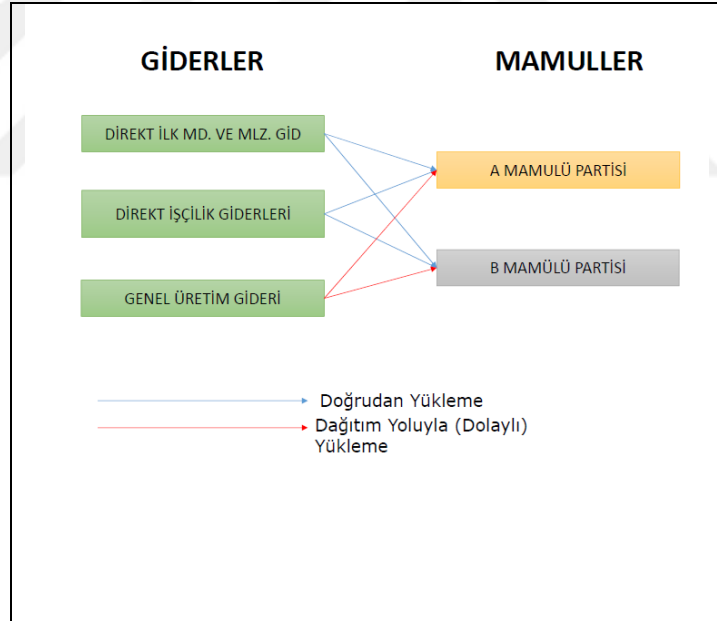 GİDERLER
MAMULLER
DİREKT İLK MD. VE MLZ. GİD
DİREKT İŞÇİLİK GİDERLERİ
GENEL ÜRETİM GİDERİ
A MAMULÜ PARTİSİ
B MAMÜLÜ PARTİSİ
Doğrudan Yükleme
Dağıtım Yoluyla (Dolaylı)
Yükleme